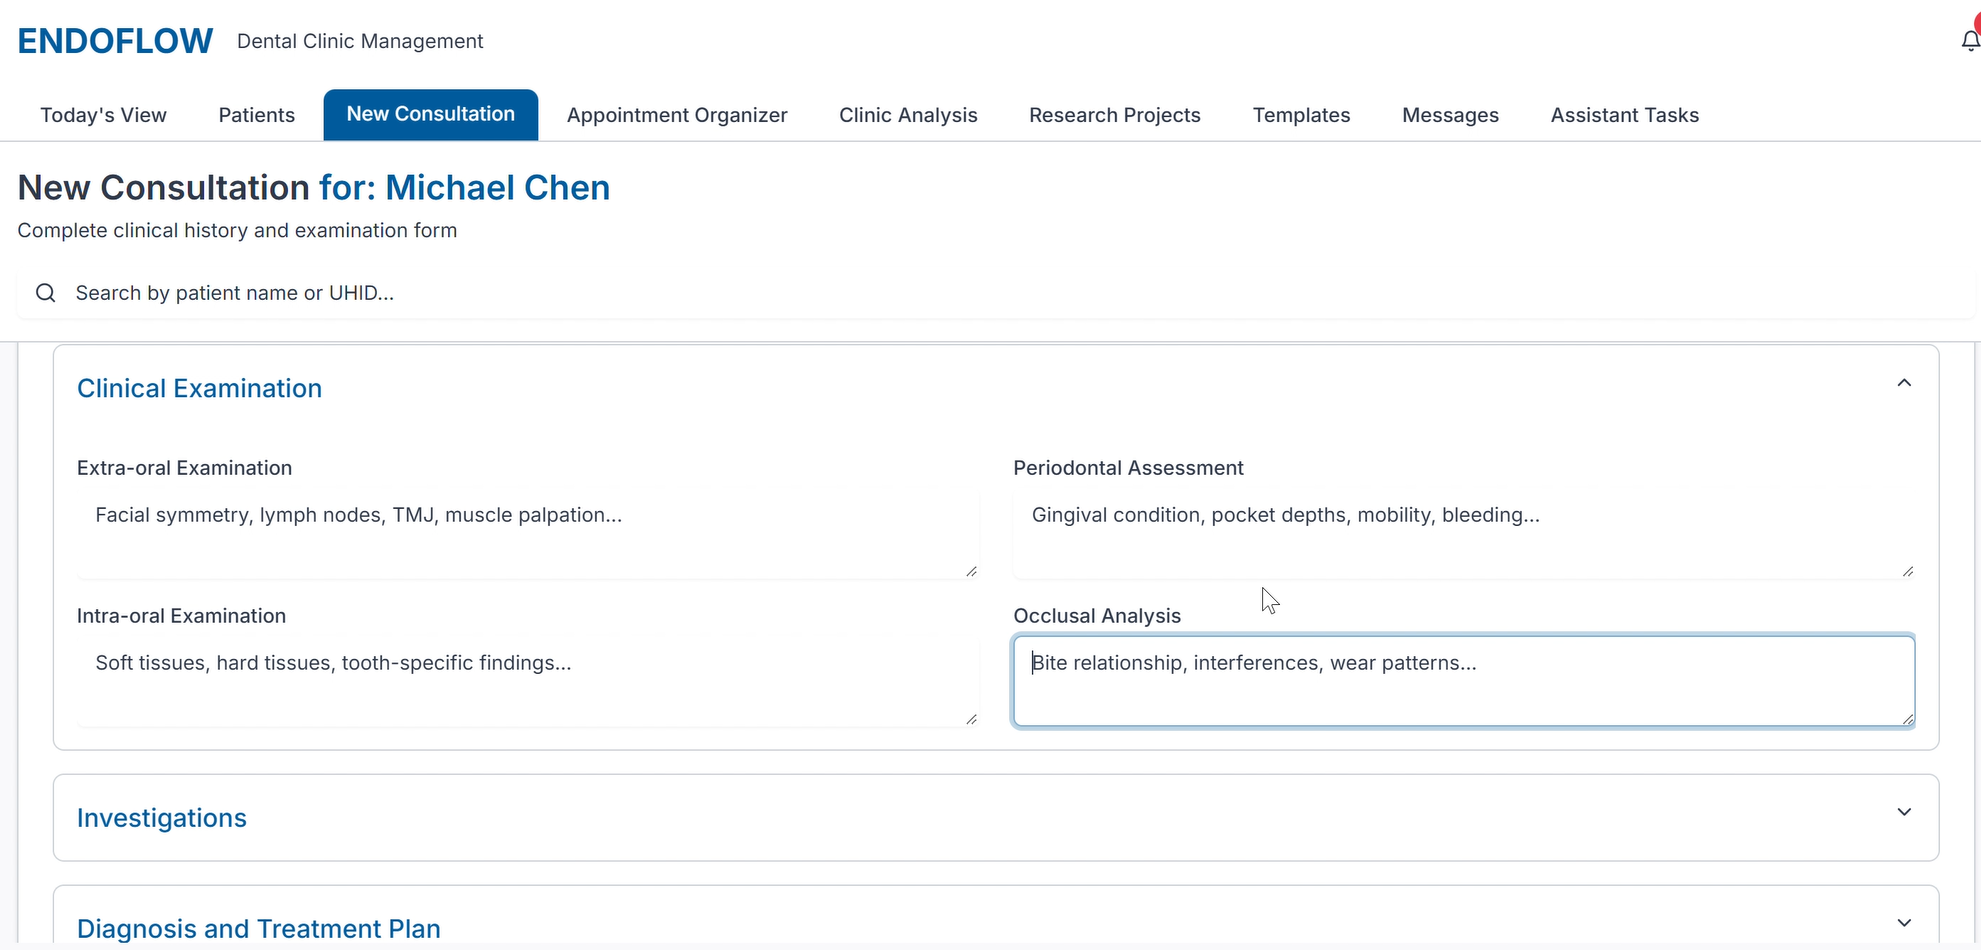 ENDOFLOW Dental Clinic Management
Today's View Patients New Consultation Appointment Organizer Clinic Analysis Research Projects Templates Messages Assistant Tasks
New Consultation for: Michael Chen
Complete clinical history and examination form
Search by patient name or UHID...
Clinical Examination
Extra-oral Examination
Facial symmetry, lymph nodes, TMJ, muscle palpation...
Periodontal Assessment
Gingival condition, pocket depths, mobility, bleeding...
Intra-oral Examination
Soft tissues, hard tissues, tooth-specific findings...
Occlusal Analysis
Bite relationship, interferences, wear patterns...
Investigations
Diagnosis and Treatment Plan